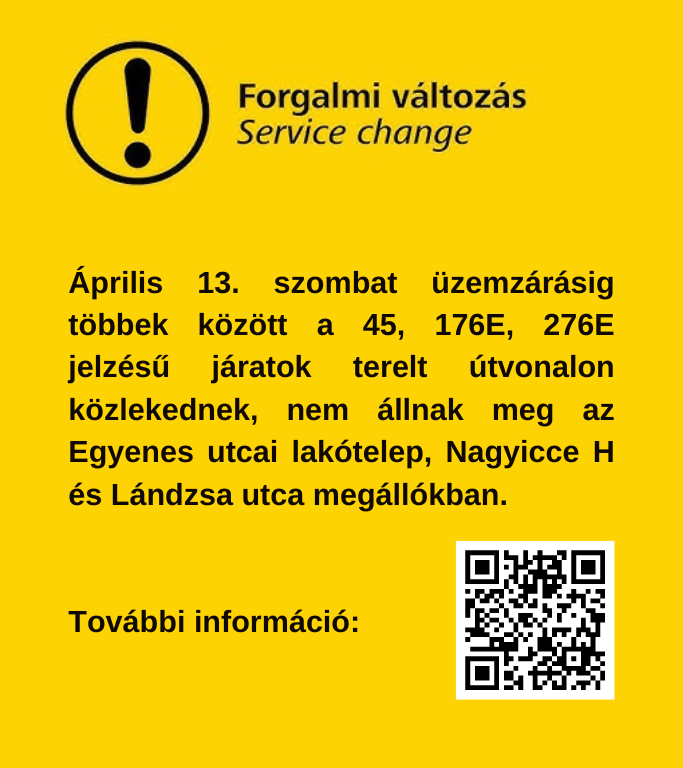 Forgalmi változás
Service change
Április 13. szombat üzemzárásig
többek között a 45, 176E, 276E
jelzésű járatok terelt útvonalon
közlekednek, nem állnak meg az
Egyenes utcai lakótelep, Nagyicce H
és Lándzsa utca megállókban.
További információ: